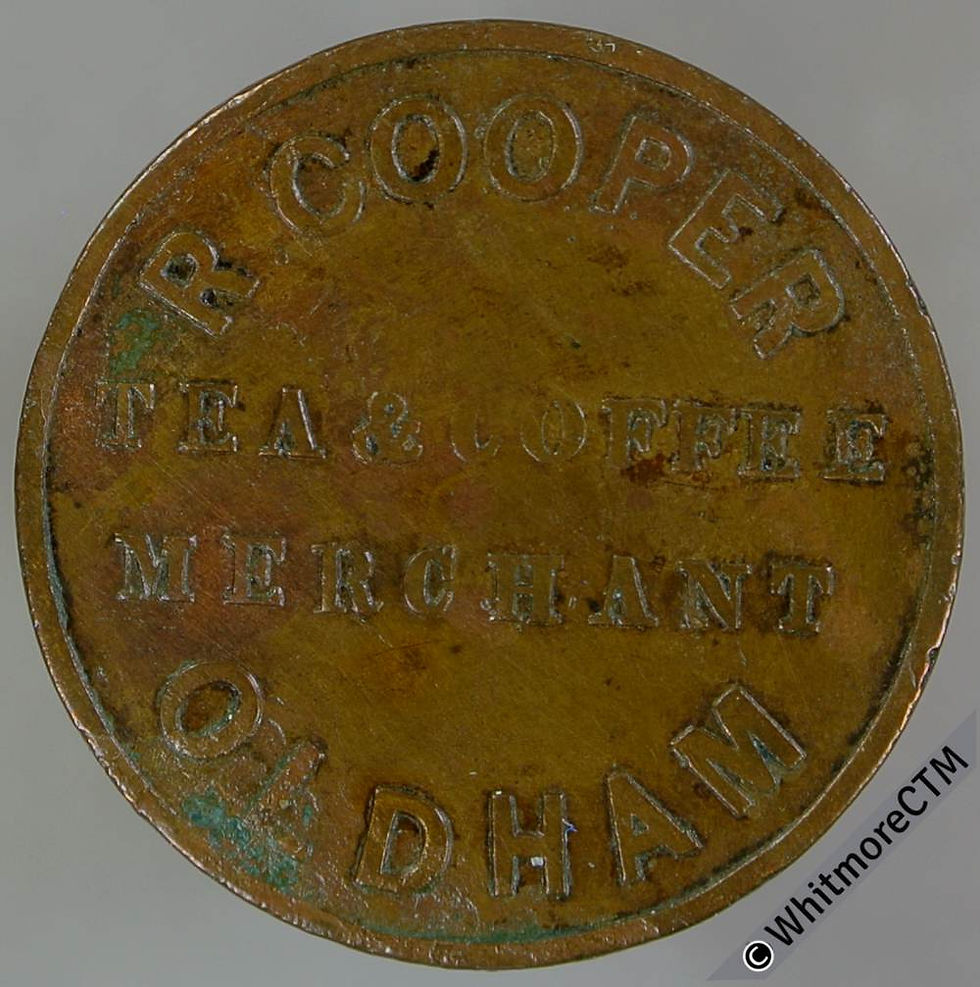 R COOPER
TEA & COFFEE
MERCHANT
OLDHAM
© WhitmoreCTM